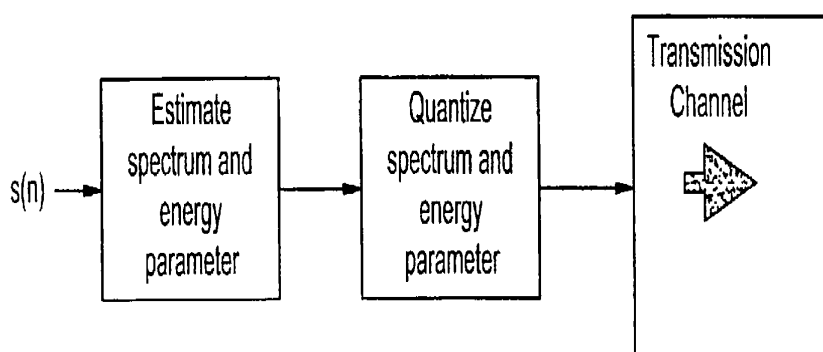 s(n)
Estimate
spectrum and
energy
parameter
Quantize
spectrum and
energy
parameter
Transmission
Channel